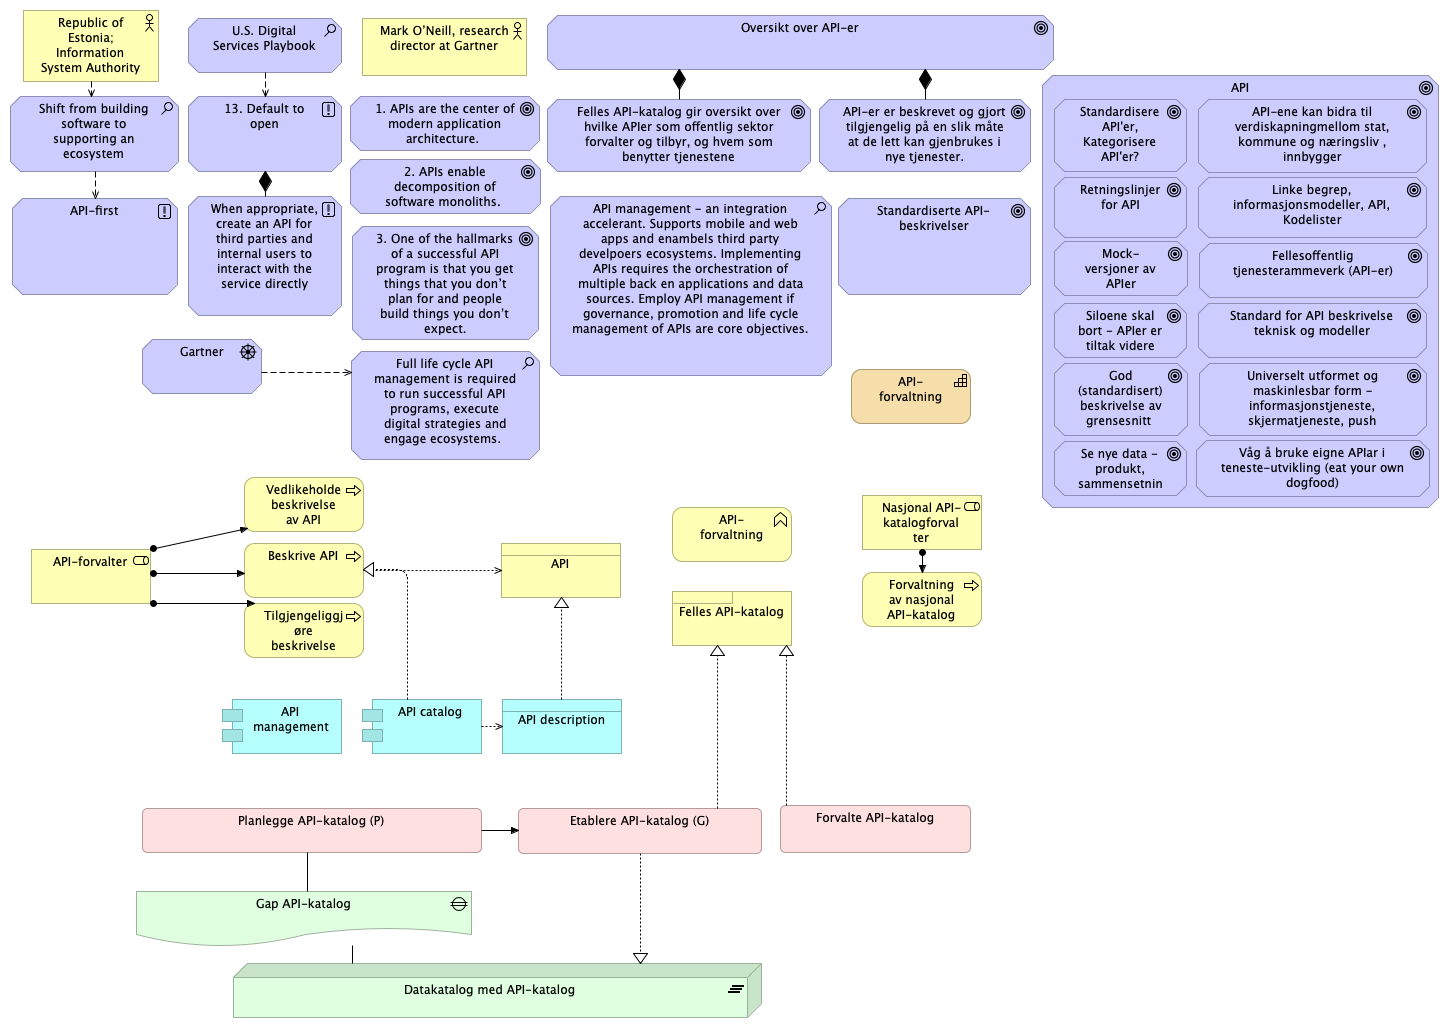 Republic of
Estonia;
Information
System Authority
U.S. Digital
Services Playbook
Mark O'Neill, research
director at Gartner
Oversikt over API-er
Shift from building
software to
supporting an
ecosystem
13. Default to
open
1. APIs are the center of
modern application
architecture.
Felles API-katalog gir oversikt over
hvilke APIer som offentlig sektor
forvalter og tilbyr, og hvem som
benytter tjenestene
API-er er beskrevet og gjort
tilgjengelig på en slik måte
at de lett kan gjenbrukes i
nye tjenester.
2. APIs enable
decomposition of
software monoliths.
API-first
When appropriate,
create an API for
third parties and
internal users to
interact with the
service directly
3. One of the hallmarks
of a successful API
program is that you get
things that you don't
plan for and people
build things you don't
expect.
API management - an integration
accelerant. Supports mobile and web
apps and enambels third party
develpoers ecosystems. Implementing
APIs requires the orchestration of
multiple back en applications and data
sources. Employ API management if
governance, promotion and life cycle
management of APIs are core objectives.
Standardiserte API-
beskrivelser
Gartner
Full life cycle API
management is required
to run successful API
programs, execute
digital strategies and
engage ecosystems.
API-
forvaltning
API
Standardisere
API'er,
Kategorisere
API'er?
API-ene kan bidra til
verdiskapningmellom stat,
kommune og næringsliv ,
innbygger
Retningslinjer
for API
Linke begrep,
informasjonsmodeller, API,
Kodelister
Mock-
versjoner av
APIer
Fellesoffentlig
tjenesterammeverk (API-er)
Siloene skal
bort - APIer er
tiltak videre
Standard for API beskrivelse
teknisk og modeller
God
(standardisert)
beskrivelse av
grensesnitt
Universelt utformet og
maskinlesbar form -
informasjonstjeneste,
skjermatjeneste, push
Se nye data -
produkt,
sammensetnin
Våg å bruke eigne APIar i
teneste-utvikling (eat your own
dogfood)
API-forvalter
Vedlikeholde
beskrivelse
av API
Beskrive API
Tilgjengeliggj
øre
beskrivelse
API
API-
forvaltning
Felles API-katalog
Nasjonal API-
katalogforval
ter
Forvaltning
av nasjonal
API-katalog
API
management
API catalog
API description
Planlegge API-katalog (P)
Etablere API-katalog (G)
Forvalte API-katalog
Gap API-katalog
Datakatalog med API-katalog